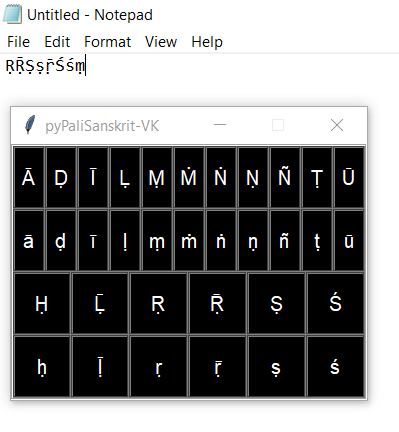 Untitled - Notepad
File Edit Format View Help
ṚṜṢṣṝŚśṃ
pyPaliSanskrit-VK
Ā Ḍ Ī Ḷ Ṃ Ṁ Ṅ Ṇ Ñ Ṭ Ū
ā ḍ ī ḷ ṃ ṁ ṅ ṇ ñ ṭ ū
Ḥ Ḹ Ṛ Ṝ Ṣ Ś
ḥ ḹ ṛ ṝ ṣ ś